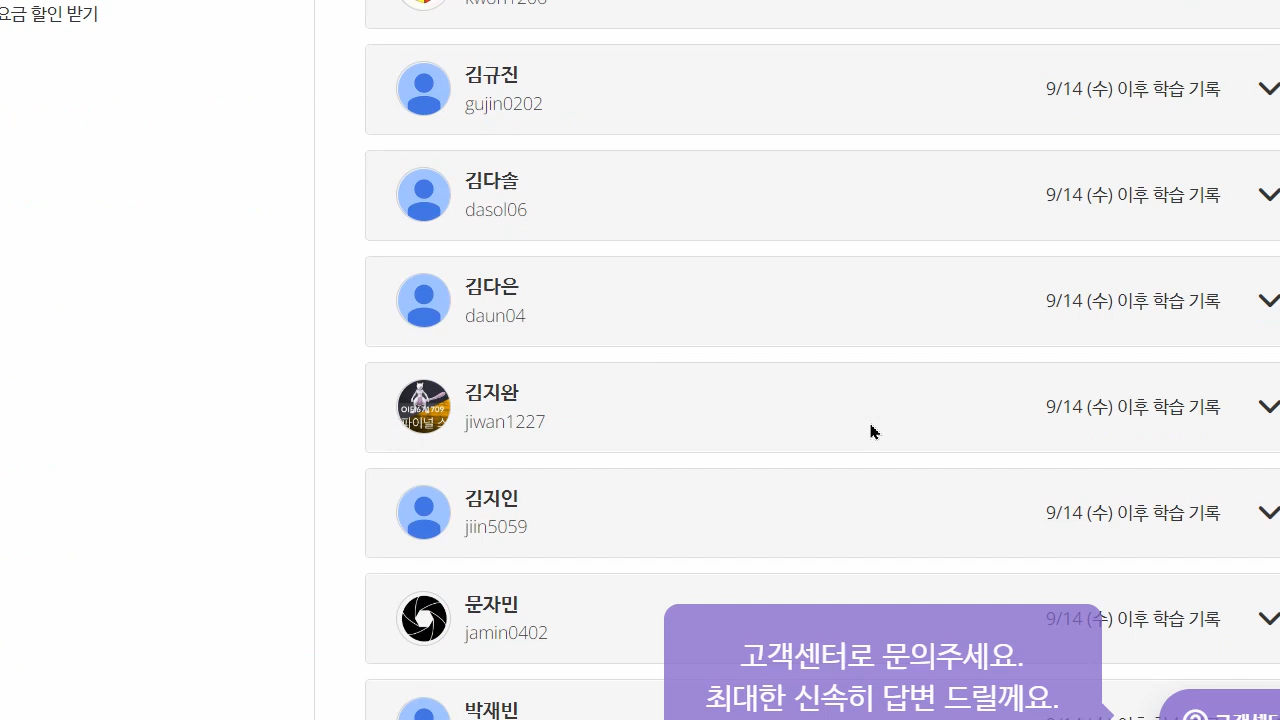 요금 할인 받기
kwon1206
김규진
gujin0202
9/14 (수) 이후 학습 기록
김다솔
dasol06
9/14 (수) 이후 학습 기록
김다은
daun04
9/14 (수) 이후 학습 기록
김지완
jiwan1227
9/14 (수) 이후 학습 기록
김지인
jiin5059
9/14 (수) 이후 학습 기록
문자민
jamin0402
9/14 (수) 이후 학습 기록
고객센터로 문의주세요.
최대한 신속히 답변 드릴께요.
박재빈